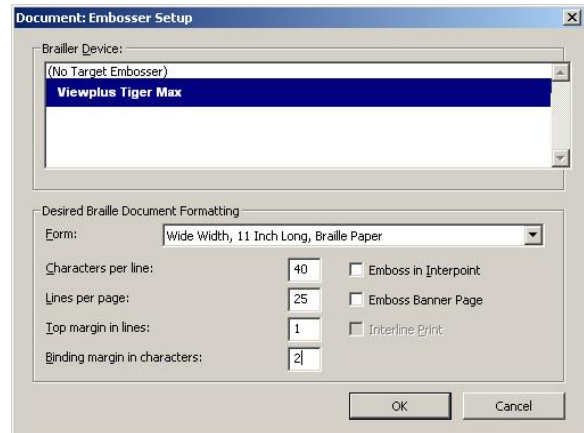 Document: Embosser Setup
Brailler Device:
(No Target Embosser)
Viewplus Tiger Max
Desired Braille Document Formatting
Form: Wide Width, 11 Inch Long, Braille Paper
Characters per line: 40 Emboss in Interpoint
Lines per page: 25 Emboss Banner Page
Top margin in lines: 1 Interline Print
Binding margin in characters: 2
OK Cancel